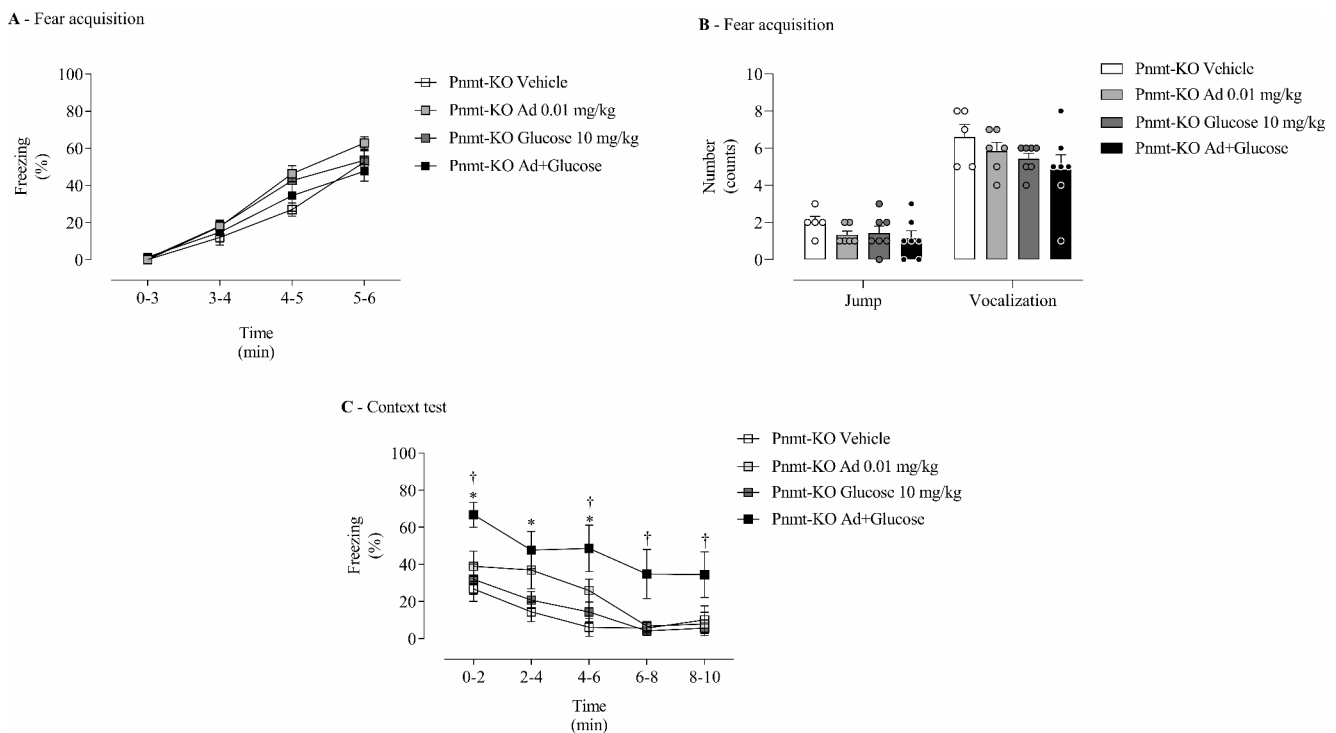 A - Fear acquisition
100
80
60
40
20
0
Freezing
(%)
0-3
3-4
4-5
5-6
Time
(min)
Pnmt-KO Vehicle
Pnmt-KO Ad 0.01 mg/kg
Pnmt-KO Glucose 10 mg/kg
Pnmt-KO Ad+Glucose
B - Fear acquisition
10
8
6
4
2
0
Number
(counts)
Jump
Vocalization
Pnmt-KO Vehicle
Pnmt-KO Ad 0.01 mg/kg
Pnmt-KO Glucose 10 mg/kg
Pnmt-KO Ad+Glucose
C - Context test
100
80
60
40
20
0
Freezing
(%)
† * * † * † †
0-2
2-4
4-6
6-8
8-10
Time
(min)
Pnmt-KO Vehicle
Pnmt-KO Ad 0.01 mg/kg
Pnmt-KO Glucose 10 mg/kg
Pnmt-KO Ad+Glucose